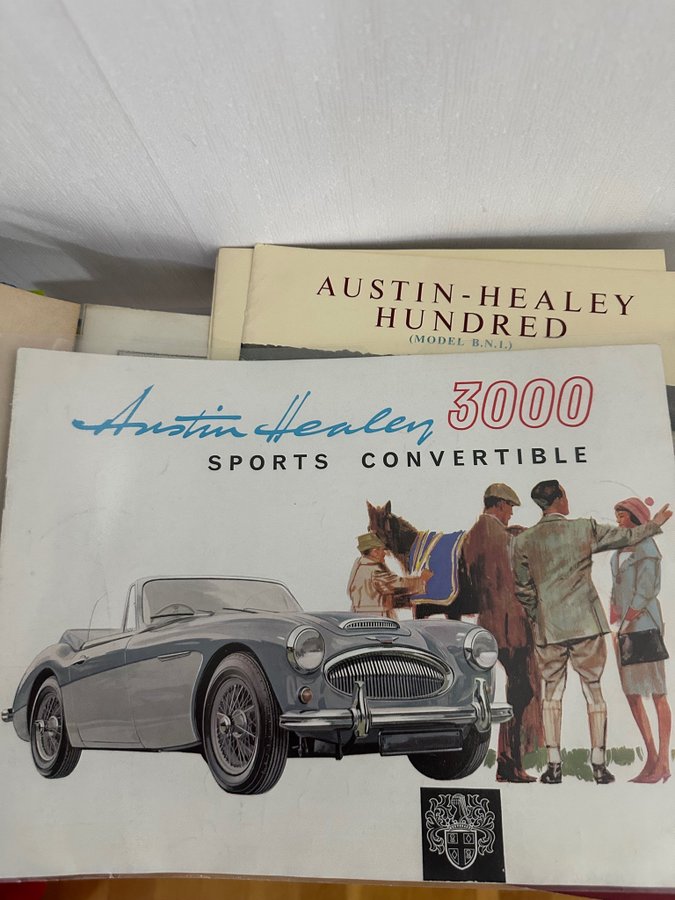 AUSTIN-HEALEY
HUNDRED
(MODEL B.N.1.)
Austin Healey 3000
SPORTS CONVERTIBLE